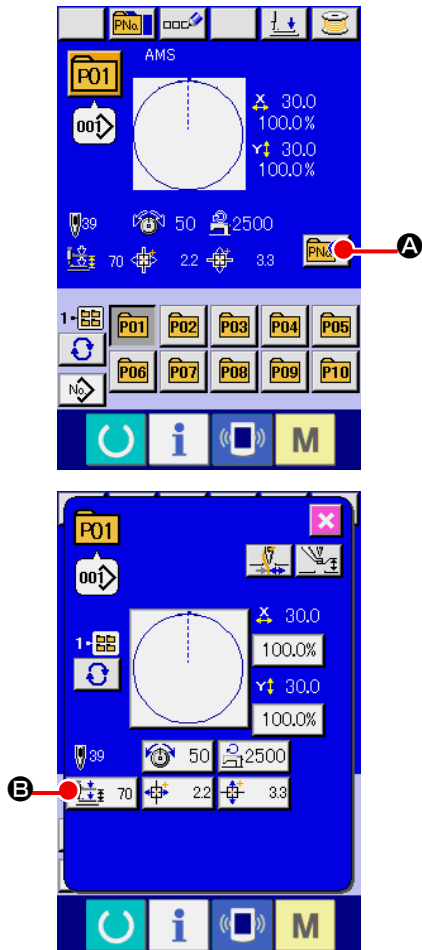 PNo.
AMS
P01
001
X 30.0
100.0%
Y 30.0
100.0%
39 50 2500
70 2.2 3.3
PNo.
A
1-
P01 P02 P03 P04 P05
P06 P07 P08 P09 P10
No.
i M
P01
001
X 30.0
1- 100.0%
Y 30.0
100.0%
39 50 2500
B
70 2.2 3.3
i M